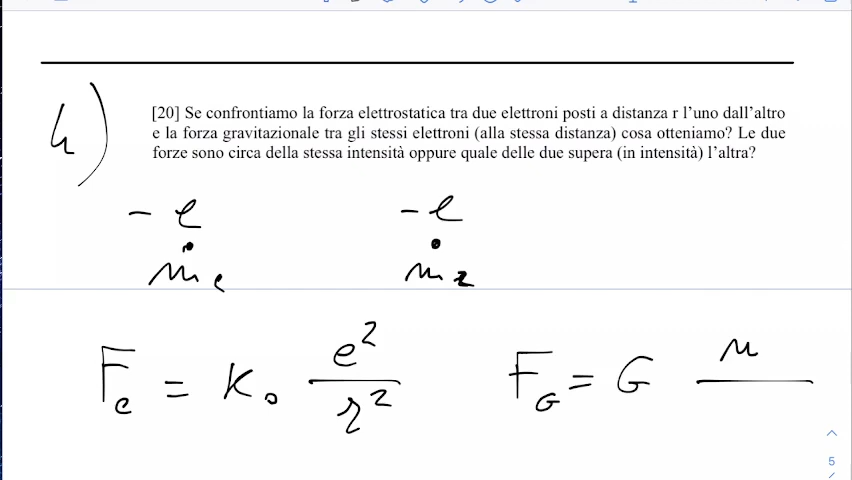 4)
[20] Se confrontiamo la forza elettrostatica tra due elettroni posti a distanza r l'uno dall'altro
e la forza gravitazionale tra gli stessi elettroni (alla stessa distanza) cosa otteniamo? Le due
forze sono circa della stessa intensità oppure quale delle due supera (in intensità) l'altra?
- e - e
m_e m_e
F_e = K_0 e^2 / r^2 F_G = G m
5